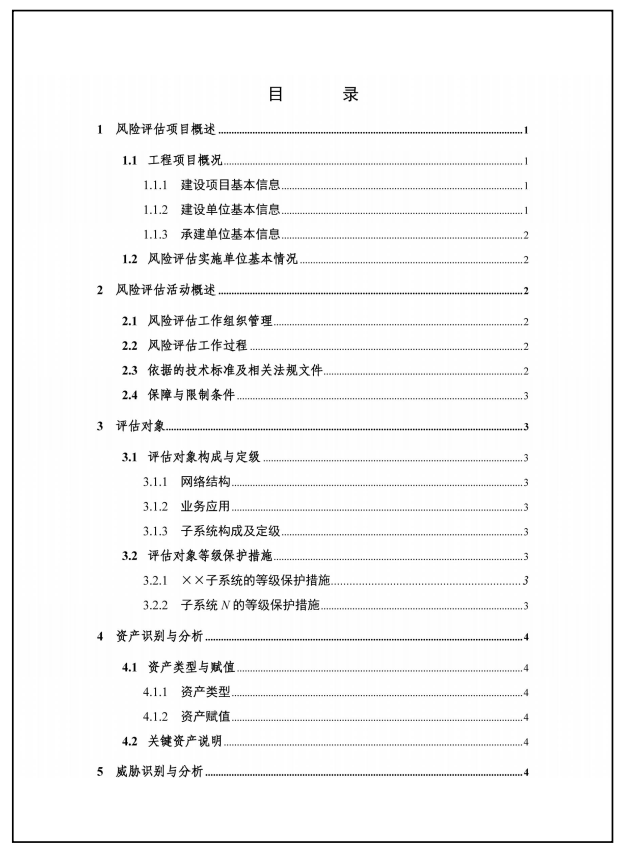 目 录
1 风险评估项目概述 1
1.1 工程项目概况 1
1.1.1 建设项目基本信息 1
1.1.2 建设单位基本信息 1
1.1.3 承建单位基本信息 2
1.2 风险评估实施单位基本情况 2
2 风险评估活动概述 2
2.1 风险评估工作组织管理 2
2.2 风险评估工作过程 2
2.3 依据的技术标准及相关法规文件 2
2.4 保障与限制条件 3
3 评估对象 3
3.1 评估对象构成与定级 3
3.1.1 网络结构 3
3.1.2 业务应用 3
3.1.3 子系统构成及定级 3
3.2 评估对象等级保护措施 3
3.2.1 ××子系统的等级保护措施 3
3.2.2 子系统 N 的等级保护措施 3
4 资产识别与分析 4
4.1 资产类型与赋值 4
4.1.1 资产类型 4
4.1.2 资产赋值 4
4.2 关键资产说明 4
5 威胁识别与分析 4